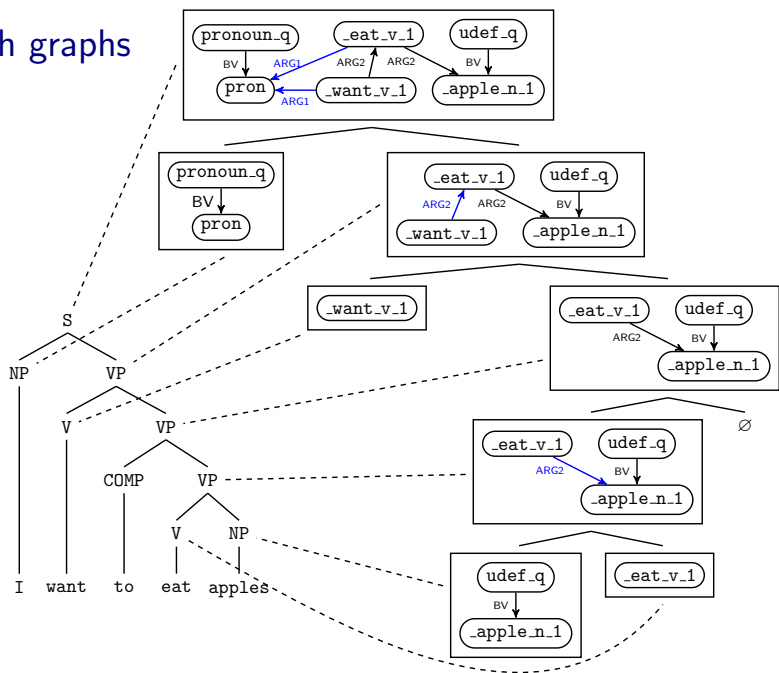 h graphs
pronoun_q _eat_v_1 udef_q
BV ARG1 ARG2 ARG2 BV
pron _want_v_1 _apple_n_1
ARG1
pronoun_q
BV
pron
_eat_v_1 udef_q
ARG2 ARG2 BV
_want_v_1 _apple_n_1
_want_v_1
_eat_v_1 udef_q
ARG2 BV
_apple_n_1
∅
_eat_v_1 udef_q
ARG2 BV
_apple_n_1
udef_q
BV
_apple_n_1
_eat_v_1
S
NP VP
V VP
COMP VP
V NP
I want to eat apples